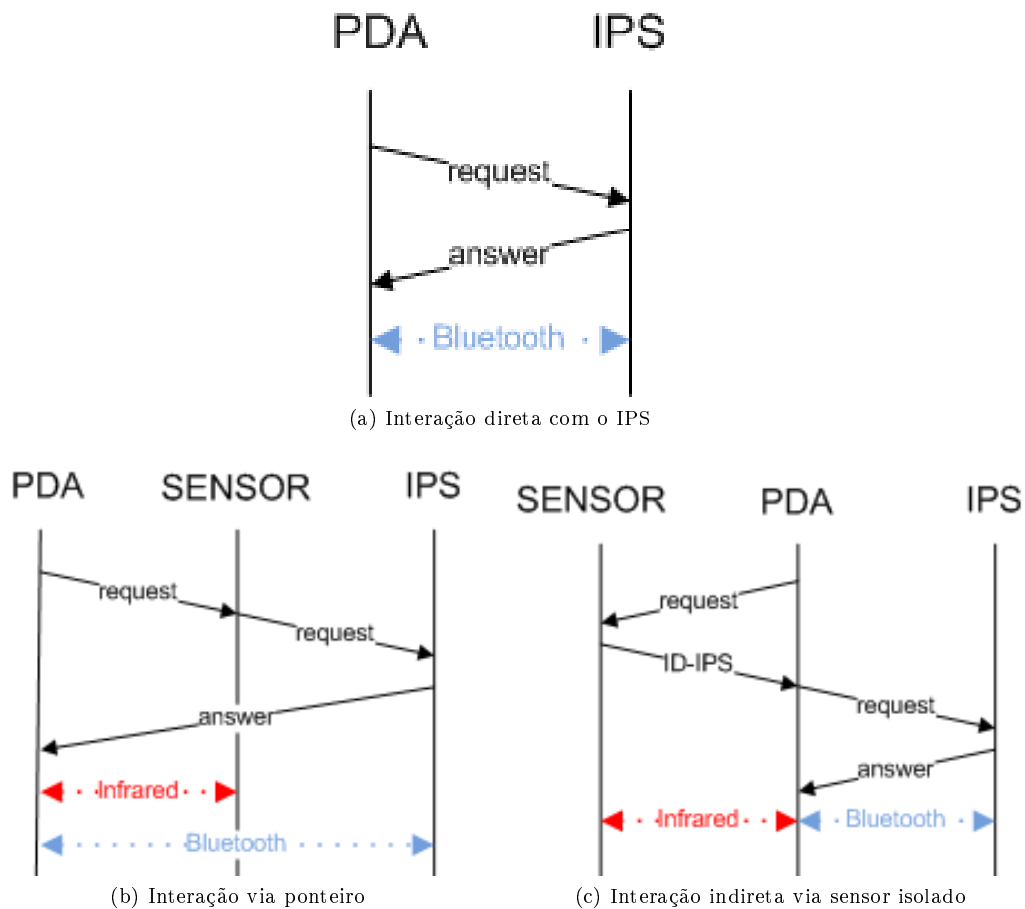 PDA IPS
request
answer
Bluetooth
(a) Interação direta com o IPS
PDA SENSOR IPS
request
request
answer
Infrared
Bluetooth
(b) Interação via ponteiro
SENSOR PDA IPS
request
ID-IPS
request
answer
Infrared Bluetooth
(c) Interação indireta via sensor isolado